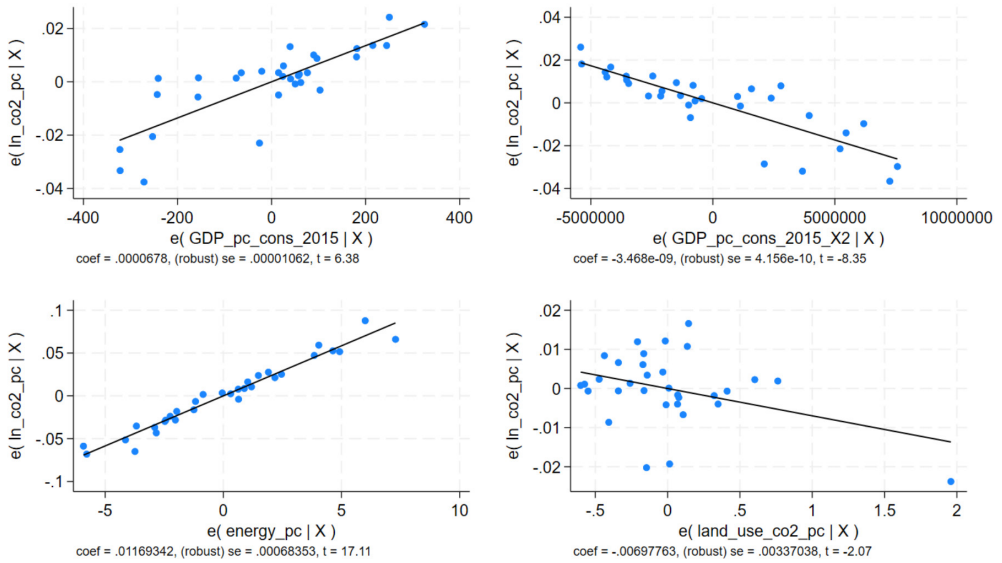 .02
0
-.02
-.04
e( ln_co2_pc | X )
-400 -200 0 200 400
e( GDP_pc_cons_2015 | X )
coef = .0000678, (robust) se = .00001062, t = 6.38
.04
.02
0
-.02
-.04
e( ln_co2_pc | X )
-5000000 0 5000000 10000000
e( GDP_pc_cons_2015_X2 | X )
coef = -3.468e-09, (robust) se = 4.156e-10, t = -8.35
.1
.05
0
-.05
-.1
e( ln_co2_pc | X )
-5 0 5 10
e( energy_pc | X )
coef = .01169342, (robust) se = .00068353, t = 17.11
.02
.01
0
-.01
-.02
e( ln_co2_pc | X )
-.5 0 .5 1 1.5 2
e( land_use_co2_pc | X )
coef = -.00697763, (robust) se = .00337038, t = -2.07